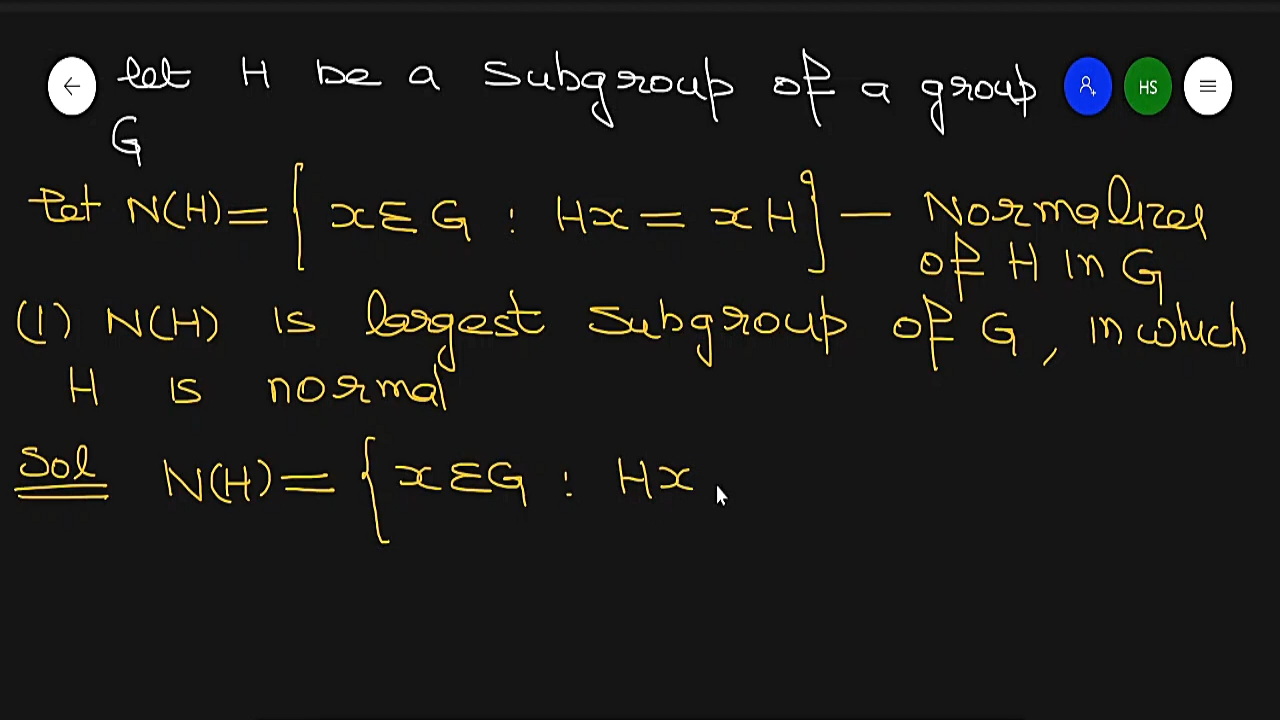 let H be a subgroup of a group
HS
G
let N(H) = { x ∈ G : Hx = xH } — Normalizer
of H in G
(1) N(H) is largest subgroup of G, in which
H is normal
Sol N(H) = { x ∈ G : Hx